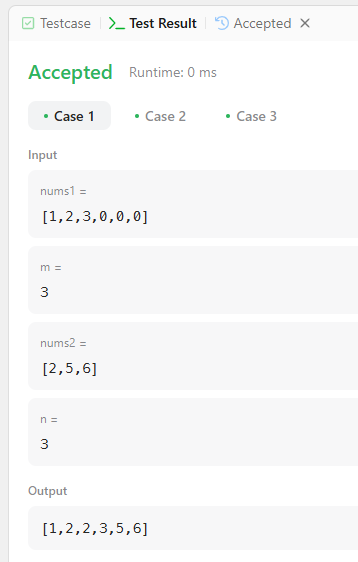 Testcase Test Result Accepted
Accepted Runtime: 0 ms
Case 1 Case 2 Case 3
Input
nums1 =
[1,2,3,0,0,0]
m =
3
nums2 =
[2,5,6]
n =
3
Output
[1,2,2,3,5,6]